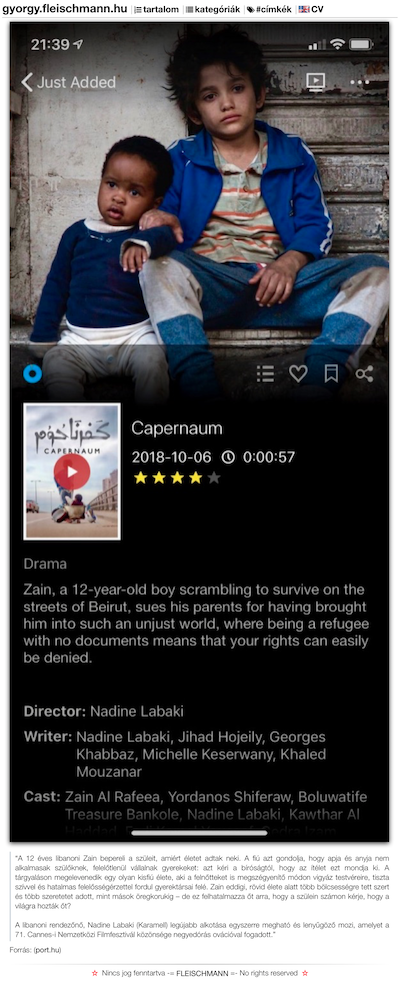 gyorgy.fleischmann.hu tartalom kategóriák #címkék CV
21:39
Just Added
كفرناحوم
CAPERNAUM
Capernaum
2018-10-06 0:00:57
Drama
Zain, a 12-year-old boy scrambling to survive on the
streets of Beirut, sues his parents for having brought
him into such an unjust world, where being a refugee
with no documents means that your rights can easily
be denied.
Director: Nadine Labaki
Writer: Nadine Labaki, Jihad Hojeily, Georges
Khabbaz, Michelle Keserwany, Khaled
Mouzanar
Cast: Zain Al Rafeea, Yordanos Shiferaw, Boluwatife
Treasure Bankole, Nadine Labaki, Kawthar Al
"A 12 éves libanoni Zain bepereli a szüleit, amiért életet adtak neki. A fiú azt gondolja, hogy apja és anyja nem
alkalmasak szülőknek, felelőtlenül vállalnak gyerekeket: azt kéri a bíróságtól, hogy az ítélet ezt mondja ki. A
tárgyaláson megelevenedik egy olyan kisfiú élete, aki a felnőtteket is megszégyenítő módon vigyáz testvéreire, tiszta
szívvel és hatalmas felelősségérzettel fordul gyerektársai felé. Zain eddigi, rövid élete alatt több bölcsességre tett szert
és több szeretetet adott, mint mások öregkorukig – de ez felhatalmazza őt arra, hogy a szülein számon kérje, hogy a
világra hozták őt?
A libanoni rendezőnő, Nadine Labaki (Karamell) legújabb alkotása egyszerre megható és lenyűgöző mozi, amelyet a
71. Cannes-i Nemzetközi Filmfesztivál közönsége negyedórás ovációval fogadott."
Forrás: (port.hu)
☆ Nincs jog fenntartva -= FLEISCHMANN =- No rights reserved ☆